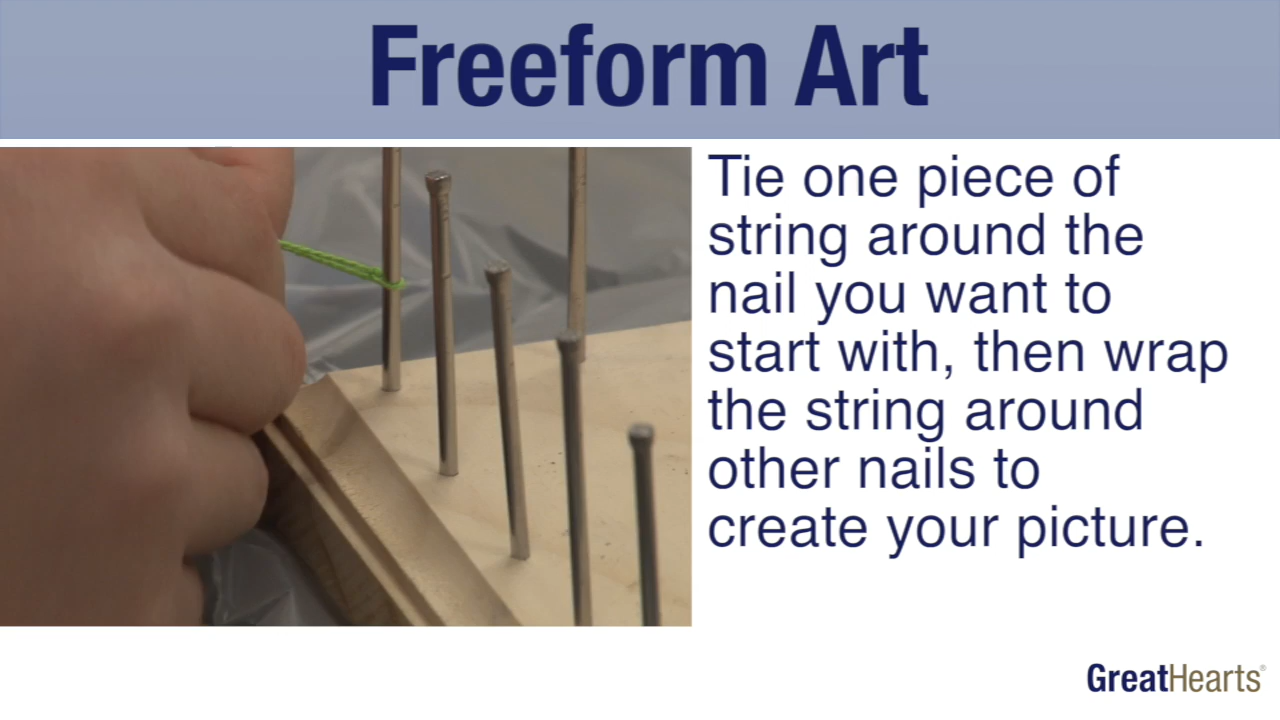 Freeform Art
Tie one piece of
string around the
nail you want to
start with, then wrap
the string around
other nails to
create your picture.
GreatHearts®